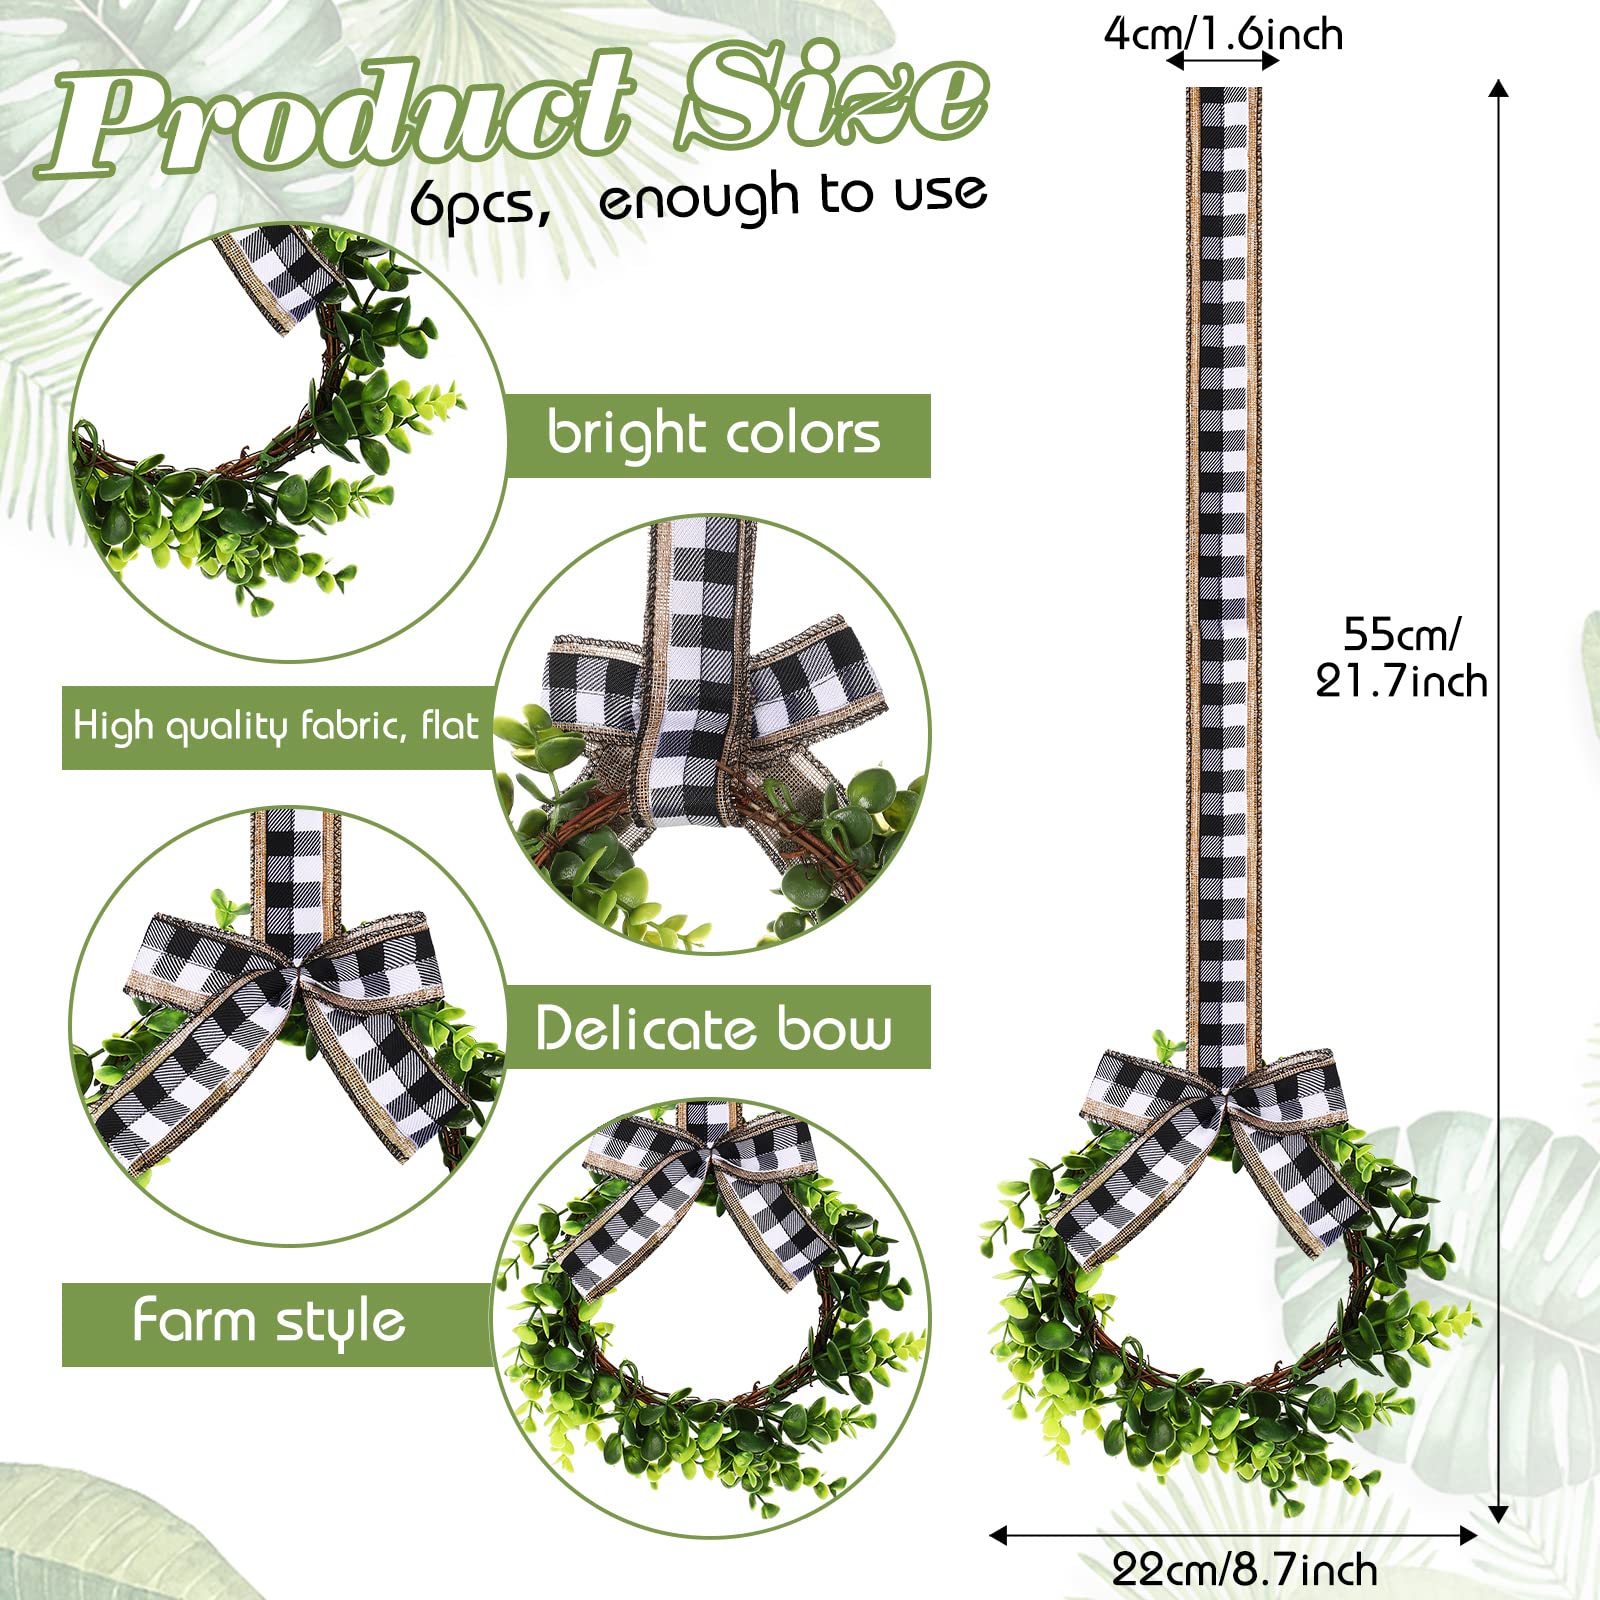 Product Size
6pcs, enough to use
4cm/1.6inch
bright colors
55cm/
21.7inch
High quality fabric, flat
Delicate bow
Farm style
22cm/8.7inch